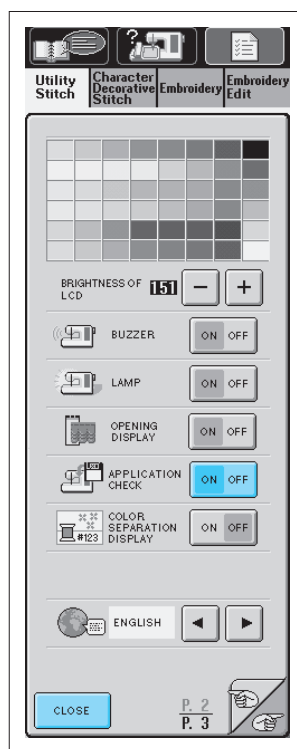 Utility
Stitch
Character
Decorative
Stitch
Embroidery
Embroidery
Edit
BRIGHTNESS OF
LCD
151
− +
BUZZER
ON OFF
LAMP
ON OFF
OPENING
DISPLAY
ON OFF
APPLICATION
CHECK
ON OFF
#123
COLOR
SEPARATION
DISPLAY
ON OFF
ENGLISH
CLOSE
P. 2
P. 3